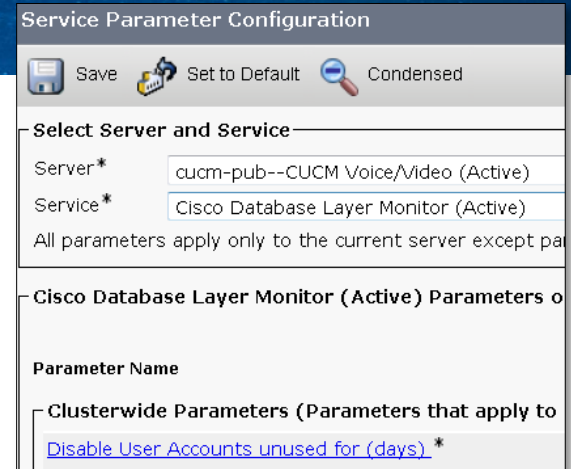 Service Parameter Configuration
Save Set to Default Condensed
Select Server and Service
Server* cucm-pub--CUCM Voice/Video (Active)
Service* Cisco Database Layer Monitor (Active)
All parameters apply only to the current server except pa
Cisco Database Layer Monitor (Active) Parameters o
Parameter Name
Clusterwide Parameters (Parameters that apply to
Disable User Accounts unused for (days) *